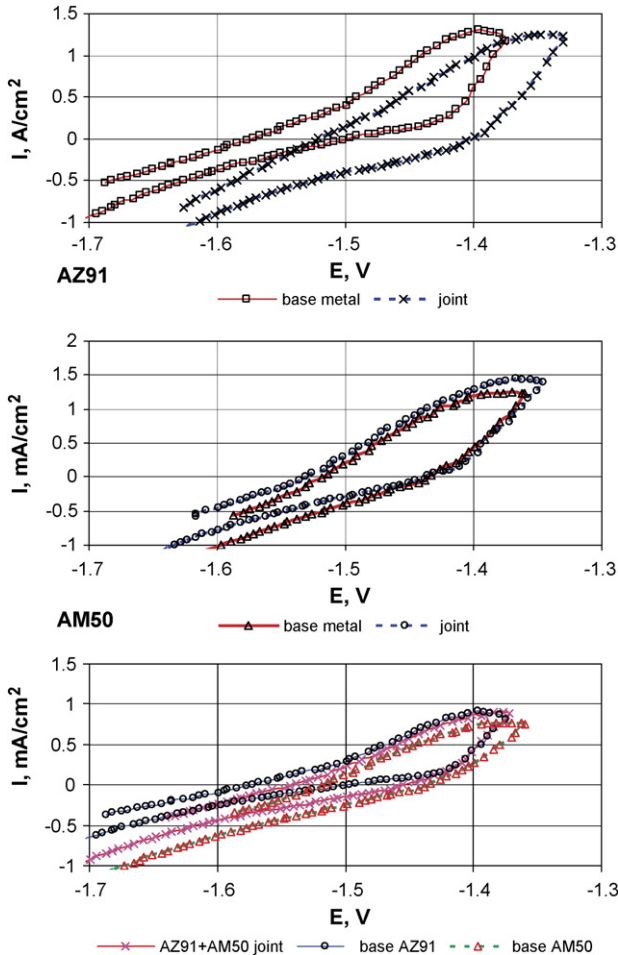 1.5
1
0.5
0
-0.5
-1
I, A/cm²
-1.7 -1.6 -1.5 -1.4 -1.3
E, V
AZ91
base metal joint
2
1.5
1
0.5
0
-0.5
-1
I, mA/cm²
-1.7 -1.6 -1.5 -1.4 -1.3
E, V
AM50
base metal joint
1.5
1
0.5
0
-0.5
-1
I, mA/cm²
-1.7 -1.6 -1.5 -1.4 -1.3
E, V
AZ91+AM50 joint base AZ91 base AM50